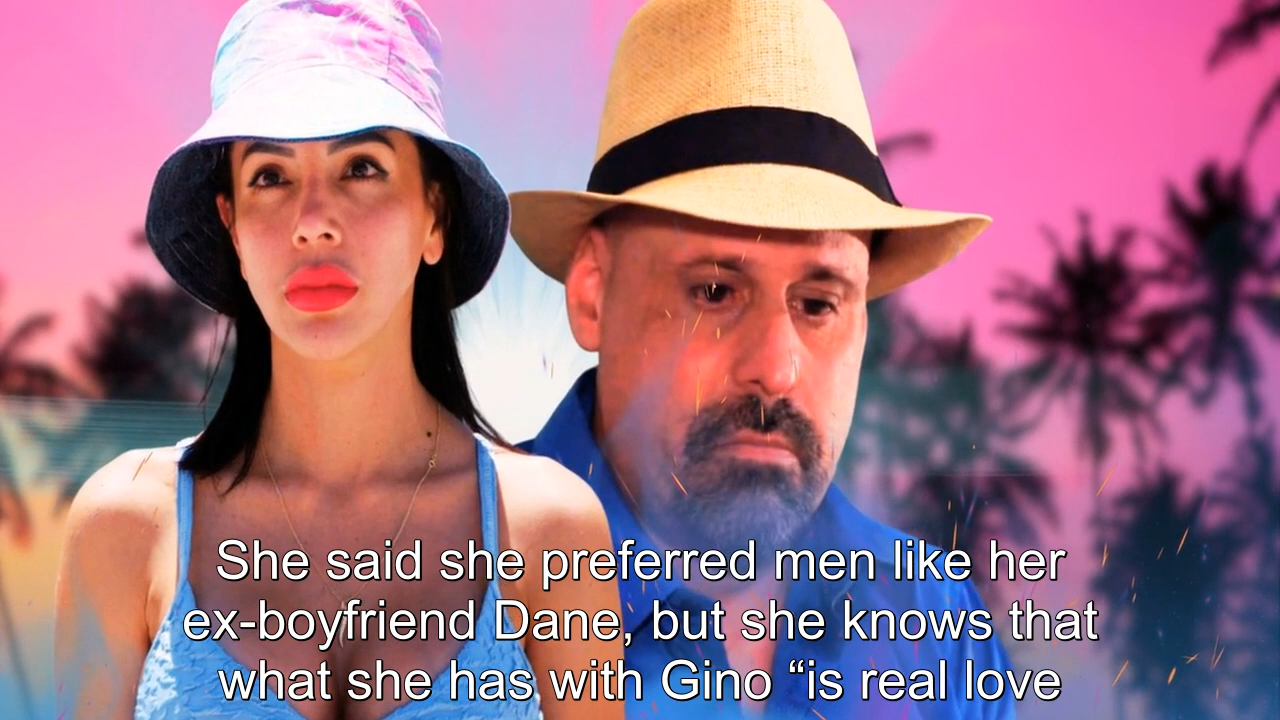 She said she preferred men like her
ex-boyfriend Dane, but she knows that
what she has with Gino “is real love